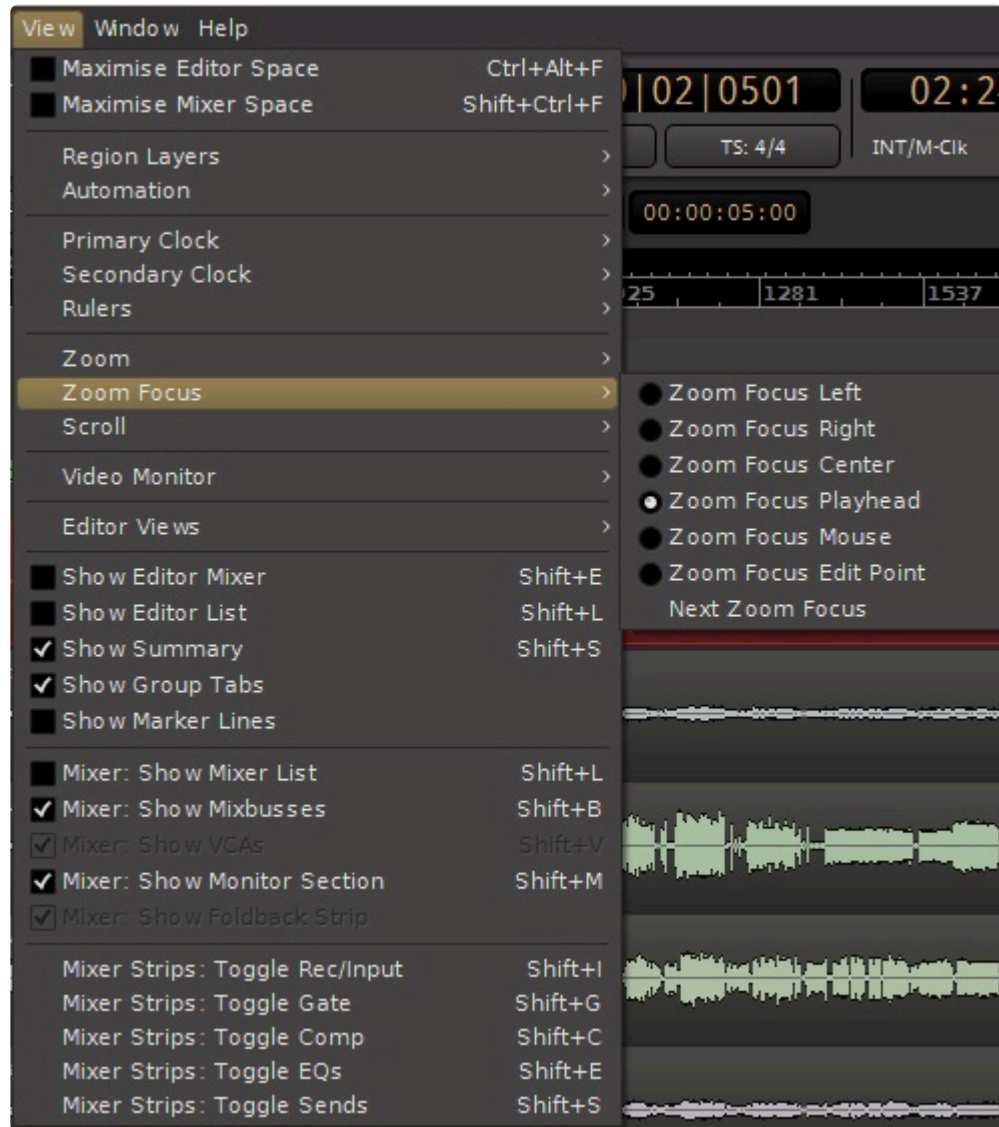 View Window Help
Maximise Editor Space Ctrl+Alt+F
Maximise Mixer Space Shift+Ctrl+F
|02|0501
TS: 4/4
INT/M-Clk
Region Layers
Automation
00:00:05:00
Primary Clock
Secondary Clock
Rulers
1281 1537
Zoom
Zoom Focus
Scroll
Video Monitor
Editor Views
Zoom Focus Left
Zoom Focus Right
Zoom Focus Center
Zoom Focus Playhead
Zoom Focus Mouse
Zoom Focus Edit Point
Next Zoom Focus
Show Editor Mixer Shift+E
Show Editor List Shift+L
Show Summary Shift+S
Show Group Tabs
Show Marker Lines
Mixer: Show Mixer List Shift+L
Mixer: Show Mixbusses Shift+B
Mixer: Show VCAs Shift+V
Mixer: Show Monitor Section Shift+M
Mixer: Show Foldback Strip
Mixer Strips: Toggle Rec/Input Shift+I
Mixer Strips: Toggle Gate Shift+G
Mixer Strips: Toggle Comp Shift+C
Mixer Strips: Toggle EQs Shift+E
Mixer Strips: Toggle Sends Shift+S